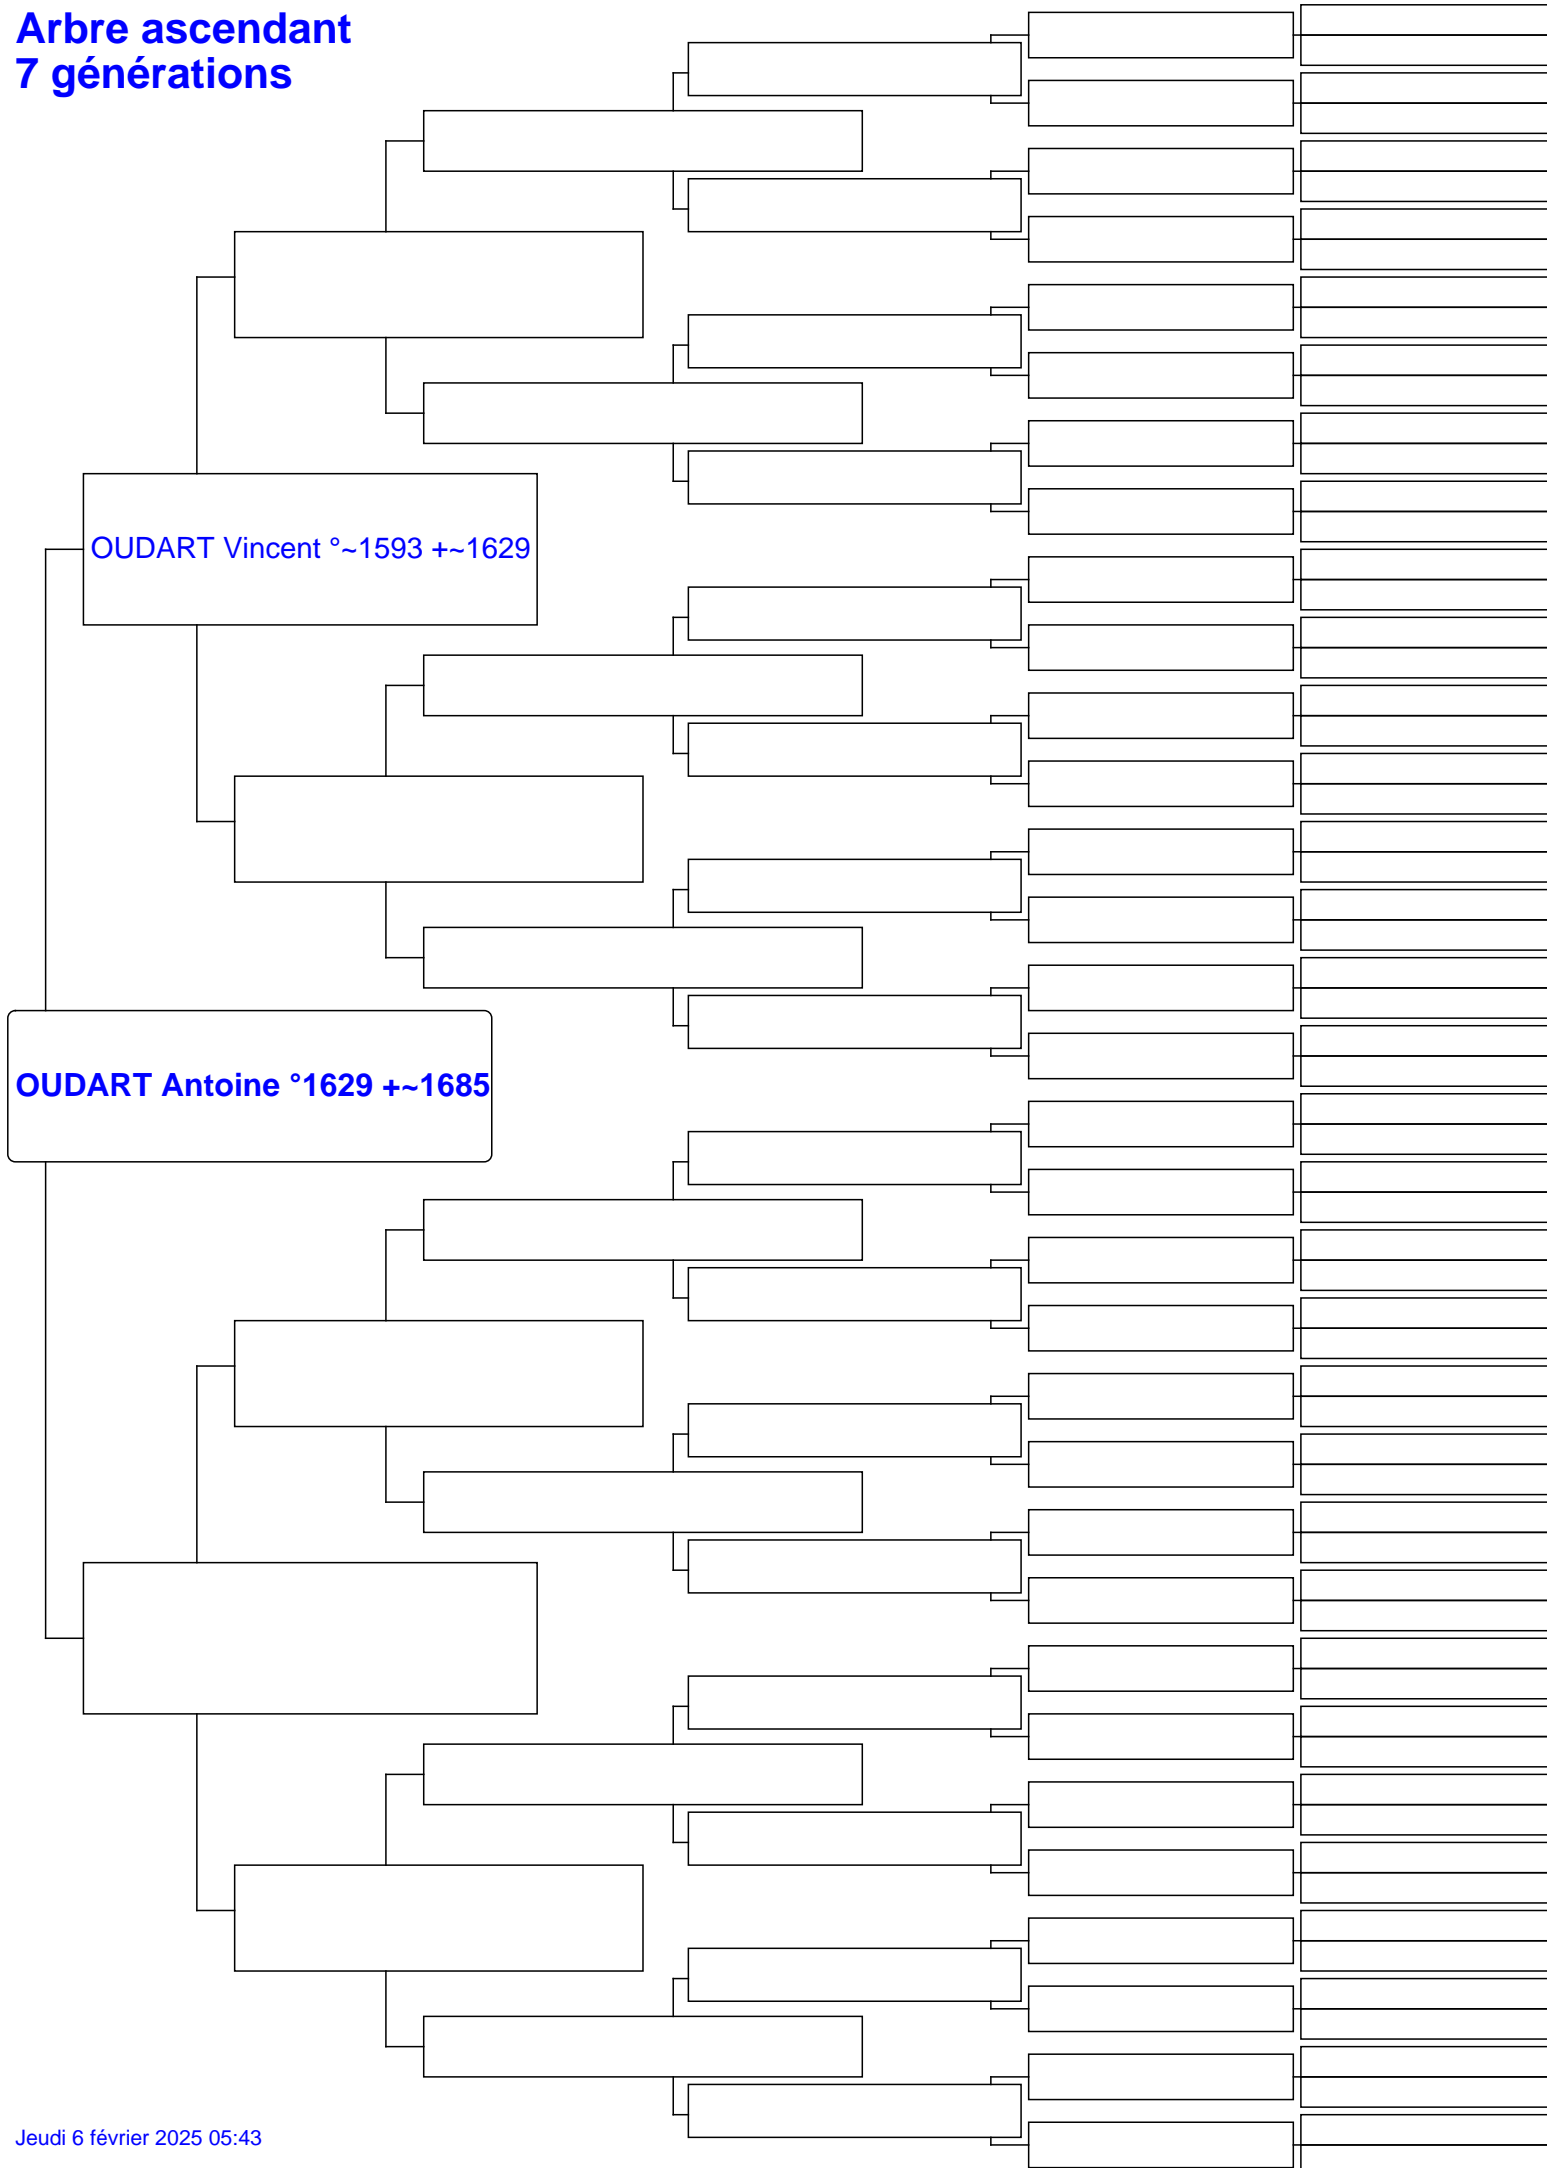 Arbre ascendant
7 générations
OUDART Vincent °~1593 +~1629
OUDART Antoine °1629 +~1685
Jeudi 6 février 2025 05:43